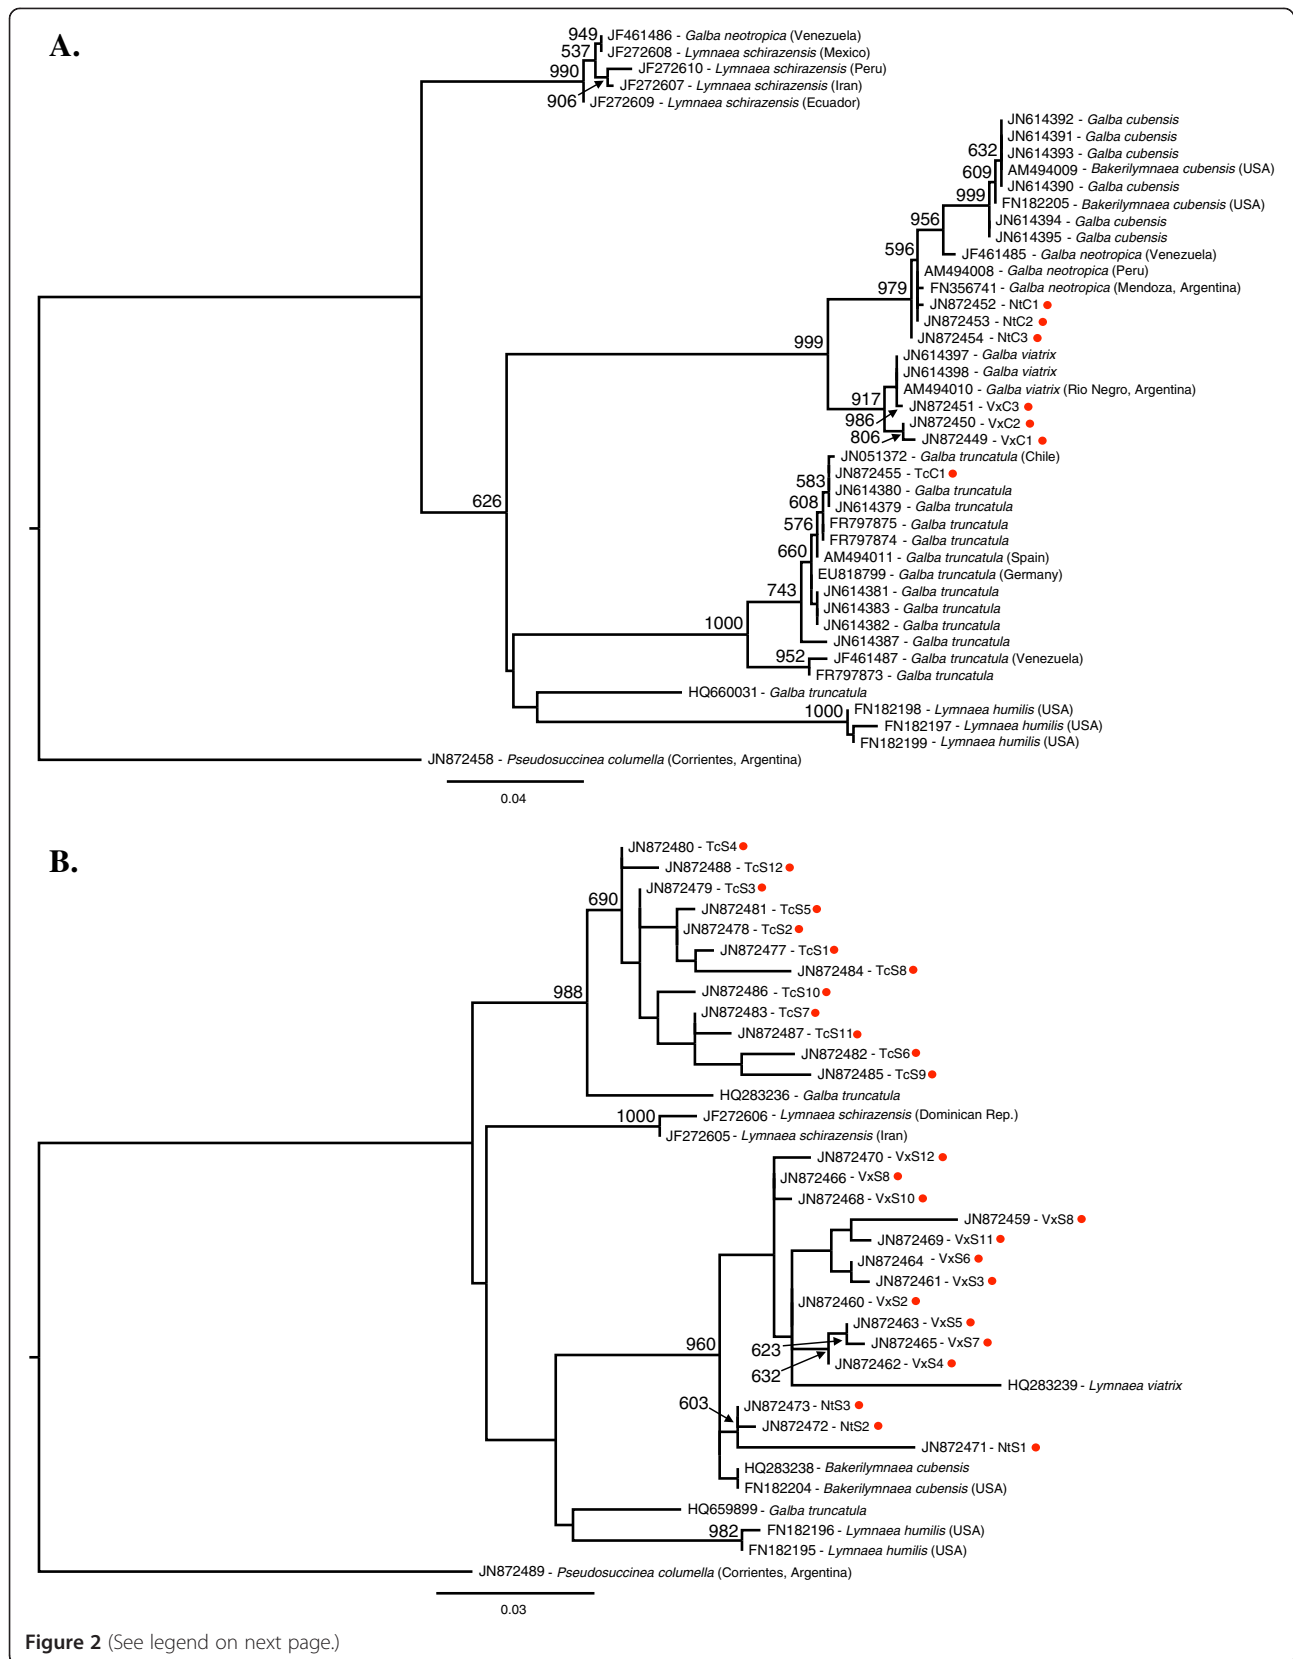 A.
949
JF461486 - Galba neotropica (Venezuela)
537
JF272608 - Lymnaea schirazensis (Mexico)
990
JF272610 - Lymnaea schirazensis (Peru)
JF272607 - Lymnaea schirazensis (Iran)
906
JF272609 - Lymnaea schirazensis (Ecuador)
JN614392 - Galba cubensis
JN614391 - Galba cubensis
632
JN614393 - Galba cubensis
609
AM494009 - Bakerilymnaea cubensis (USA)
JN614390 - Galba cubensis
999
FN182205 - Bakerilymnaea cubensis (USA)
956
JN614394 - Galba cubensis
JN614395 - Galba cubensis
596
JF461485 - Galba neotropica (Venezuela)
AM494008 - Galba neotropica (Peru)
979
FN356741 - Galba neotropica (Mendoza, Argentina)
JN872452 - NtC1
JN872453 - NtC2
JN872454 - NtC3
999
JN614397 - Galba viatrix
JN614398 - Galba viatrix
AM494010 - Galba viatrix (Rio Negro, Argentina)
917
JN872451 - VxC3
986
JN872450 - VxC2
806
JN872449 - VxC1
JN051372 - Galba truncatula (Chile)
JN872455 - TcC1
583
JN614380 - Galba truncatula
626
608
JN614379 - Galba truncatula
576
FR797875 - Galba truncatula
FR797874 - Galba truncatula
660
AM494011 - Galba truncatula (Spain)
EU818799 - Galba truncatula (Germany)
743
JN614381 - Galba truncatula
JN614383 - Galba truncatula
1000
JN614382 - Galba truncatula
JN614387 - Galba truncatula
952
JF461487 - Galba truncatula (Venezuela)
FR797873 - Galba truncatula
HQ660031 - Galba truncatula
1000
FN182198 - Lymnaea humilis (USA)
FN182197 - Lymnaea humilis (USA)
FN182199 - Lymnaea humilis (USA)
JN872458 - Pseudosuccinea columella (Corrientes, Argentina)
0.04
B.
JN872480 - TcS4
JN872488 - TcS12
JN872479 - TcS3
690
JN872481 - TcS5
JN872478 - TcS2
JN872477 - TcS1
JN872484 - TcS8
988
JN872486 - TcS10
JN872483 - TcS7
JN872487 - TcS11
JN872482 - TcS6
JN872485 - TcS9
HQ283236 - Galba truncatula
1000
JF272606 - Lymnaea schirazensis (Dominican Rep.)
JF272605 - Lymnaea schirazensis (Iran)
JN872470 - VxS12
JN872466 - VxS8
JN872468 - VxS10
JN872459 - VxS8
JN872469 - VxS11
JN872464 - VxS6
JN872461 - VxS3
JN872460 - VxS2
JN872463 - VxS5
960
623
JN872465 - VxS7
632
JN872462 - VxS4
HQ283239 - Lymnaea viatrix
603
JN872473 - NtS3
JN872472 - NtS2
JN872471 - NtS1
HQ283238 - Bakerilymnaea cubensis
FN182204 - Bakerilymnaea cubensis (USA)
HQ659899 - Galba truncatula
982
FN182196 - Lymnaea humilis (USA)
FN182195 - Lymnaea humilis (USA)
JN872489 - Pseudosuccinea columella (Corrientes, Argentina)
0.03
Figure 2 (See legend on next page.)